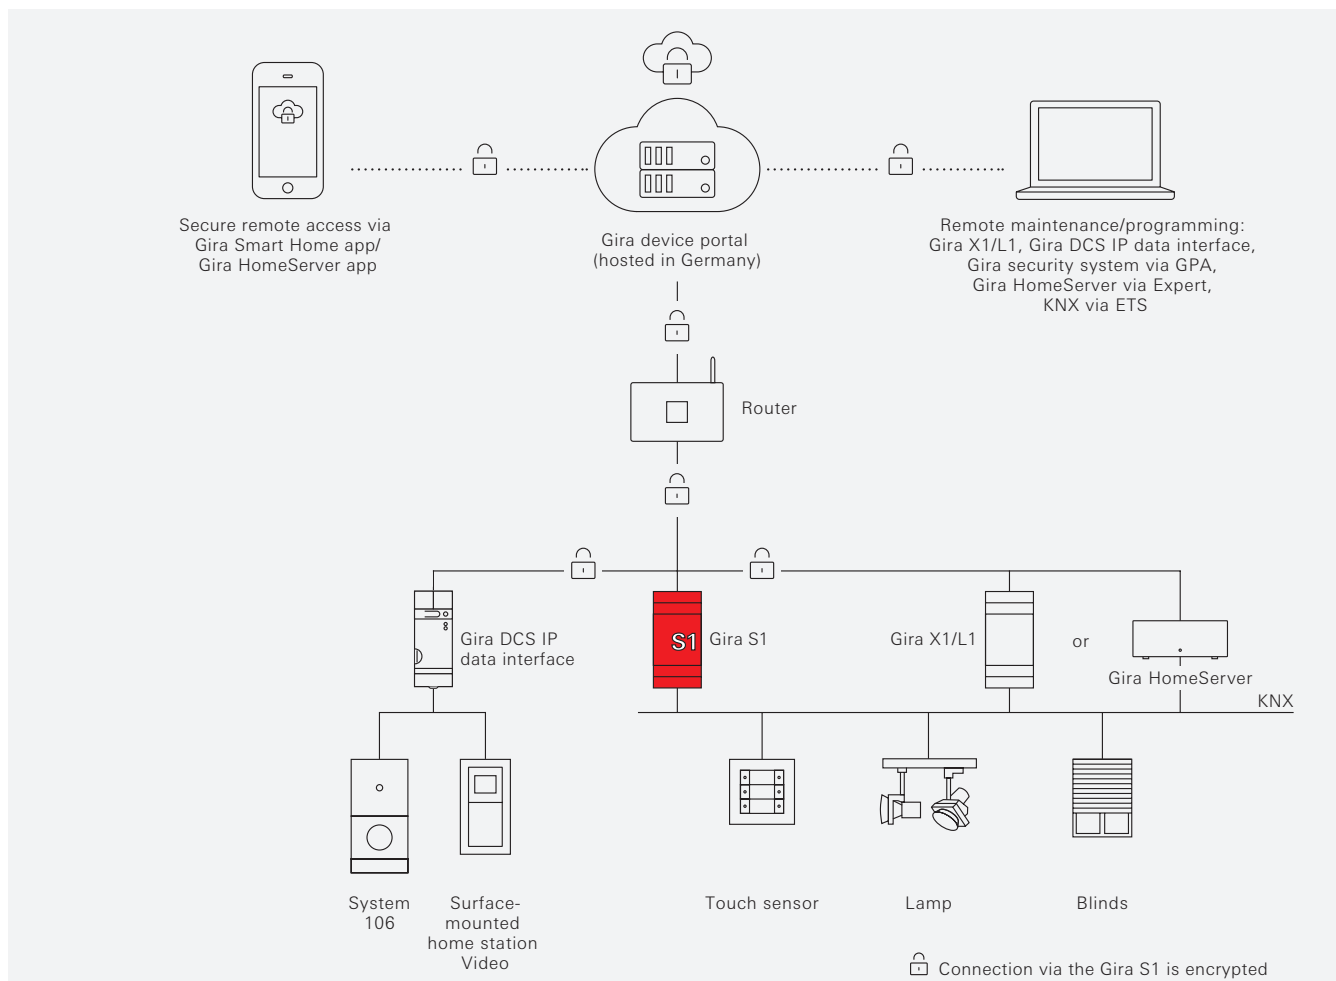 Secure remote access via
Gira Smart Home app/
Gira HomeServer app
Gira device portal
(hosted in Germany)
Remote maintenance/programming:
Gira X1/L1, Gira DCS IP data interface,
Gira security system via GPA,
Gira HomeServer via Expert,
KNX via ETS
Router
Gira DCS IP
data interface
S1
Gira S1
Gira X1/L1
or
Gira HomeServer
KNX
System
106
Surface-
mounted
home station
Video
Touch sensor
Lamp
Blinds
Connection via the Gira S1 is encrypted